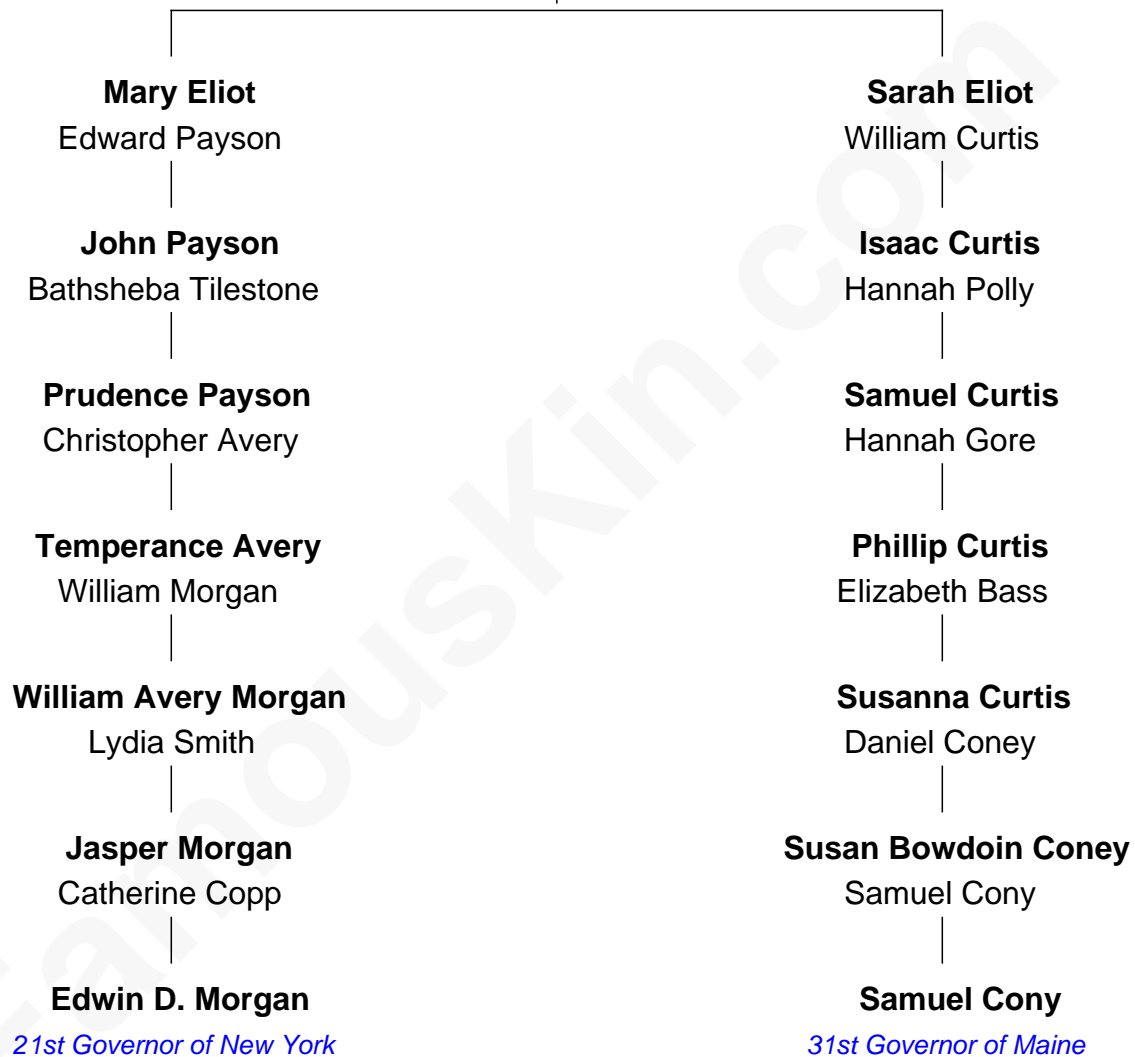 Mary Eliot
Edward Payson
John Payson
Bathsheba Tilestone
Prudence Payson
Christopher Avery
Temperance Avery
William Morgan
William Avery Morgan
Lydia Smith
Jasper Morgan
Catherine Copp
Edwin D. Morgan
21st Governor of New York
Sarah Eliot
William Curtis
Isaac Curtis
Hannah Polly
Samuel Curtis
Hannah Gore
Phillip Curtis
Elizabeth Bass
Susanna Curtis
Daniel Coney
Susan Bowdoin Coney
Samuel Cony
Samuel Cony
31st Governor of Maine
FamousKin.com